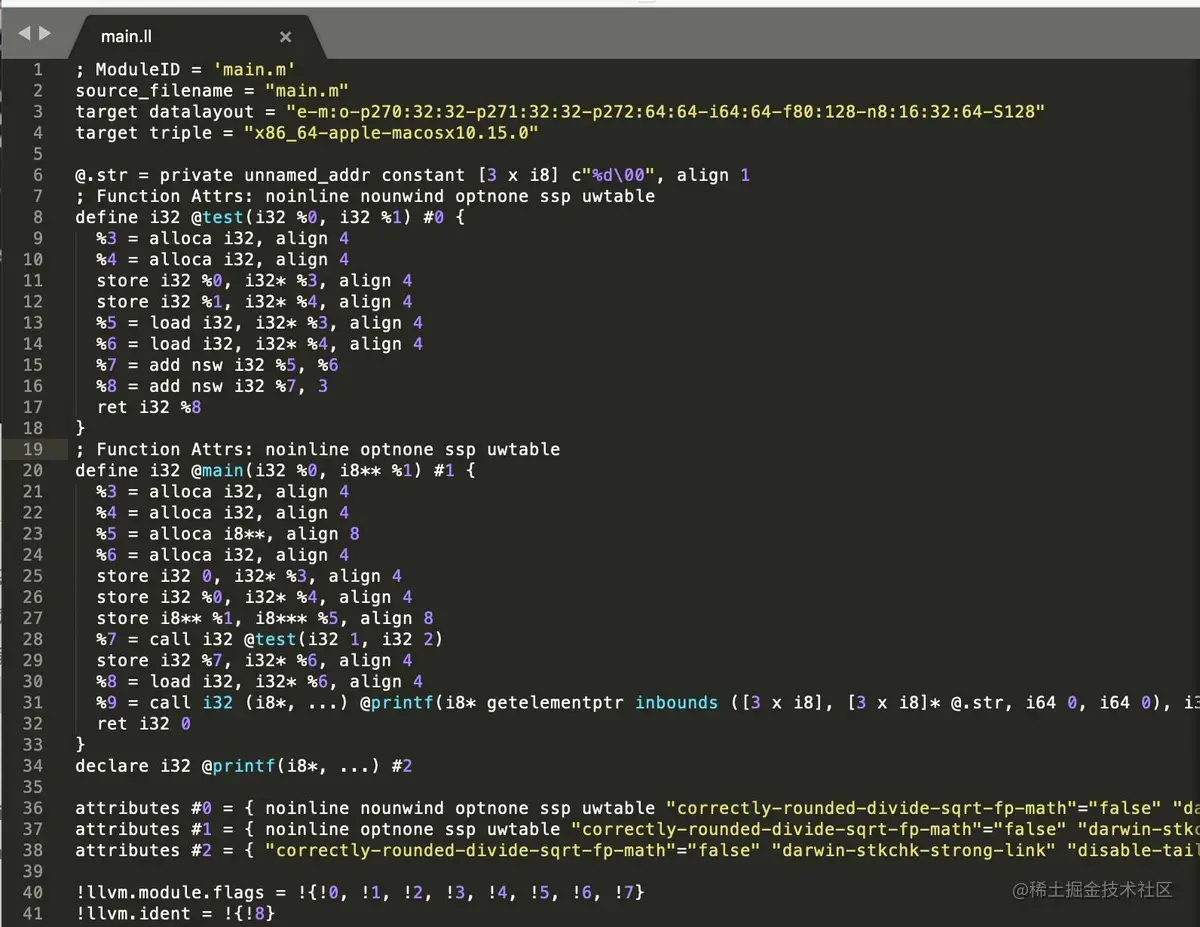 main.ll ×
1 ; ModuleID = 'main.m'
2 source_filename = "main.m"
3 target datalayout = "e-m:o-p270:32:32-p271:32:32-p272:64:64-i64:64-f80:128-n8:16:32:64-S128"
4 target triple = "x86_64-apple-macosx10.15.0"
5
6 @.str = private unnamed_addr constant [3 x i8] c"%d\00", align 1
7 ; Function Attrs: noinline nounwind optnone ssp uwtable
8 define i32 @test(i32 %0, i32 %1) #0 {
9   %3 = alloca i32, align 4
10   %4 = alloca i32, align 4
11   store i32 %0, i32* %3, align 4
12   store i32 %1, i32* %4, align 4
13   %5 = load i32, i32* %3, align 4
14   %6 = load i32, i32* %4, align 4
15   %7 = add nsw i32 %5, %6
16   %8 = add nsw i32 %7, 3
17   ret i32 %8
18 }
19 ; Function Attrs: noinline optnone ssp uwtable
20 define i32 @main(i32 %0, i8** %1) #1 {
21   %3 = alloca i32, align 4
22   %4 = alloca i32, align 4
23   %5 = alloca i8**, align 8
24   %6 = alloca i32, align 4
25   store i32 0, i32* %3, align 4
26   store i32 %0, i32* %4, align 4
27   store i8** %1, i8*** %5, align 8
28   %7 = call i32 @test(i32 1, i32 2)
29   store i32 %7, i32* %6, align 4
30   %8 = load i32, i32* %6, align 4
31   %9 = call i32 (i8*, ...) @printf(i8* getelementptr inbounds ([3 x i8], [3 x i8]* @.str, i64 0, i64 0),
32   ret i32 0
33 }
34 declare i32 @printf(i8*, ...) #2
35
36 attributes #0 = { noinline nounwind optnone ssp uwtable "correctly-rounded-divide-sqrt-fp-math"="false"
37 attributes #1 = { noinline optnone ssp uwtable "correctly-rounded-divide-sqrt-fp-math"="false"
38 attributes #2 = { "correctly-rounded-divide-sqrt-fp-math"="false" "darwin-stkchk-strong-link"
39
40 !llvm.module.flags = !{!0, !1, !2, !3, !4, !5, !6, !7}
41 !llvm.ident = !{!8}
@稀土掘金技术社区